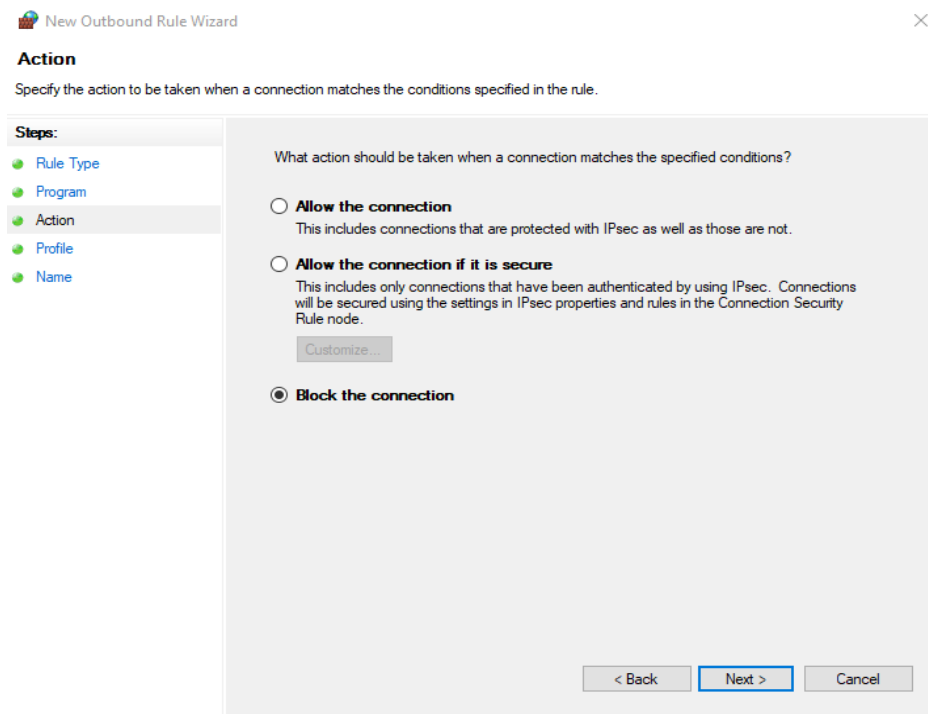 New Outbound Rule Wizard
Action
Specify the action to be taken when a connection matches the conditions specified in the rule.
Steps:
Rule Type
Program
Action
Profile
Name
What action should be taken when a connection matches the specified conditions?
Allow the connection
This includes connections that are protected with IPsec as well as those are not.
Allow the connection if it is secure
This includes only connections that have been authenticated by using IPsec. Connections
will be secured using the settings in IPsec properties and rules in the Connection Security
Rule node.
Customize...
Block the connection
< Back
Next >
Cancel